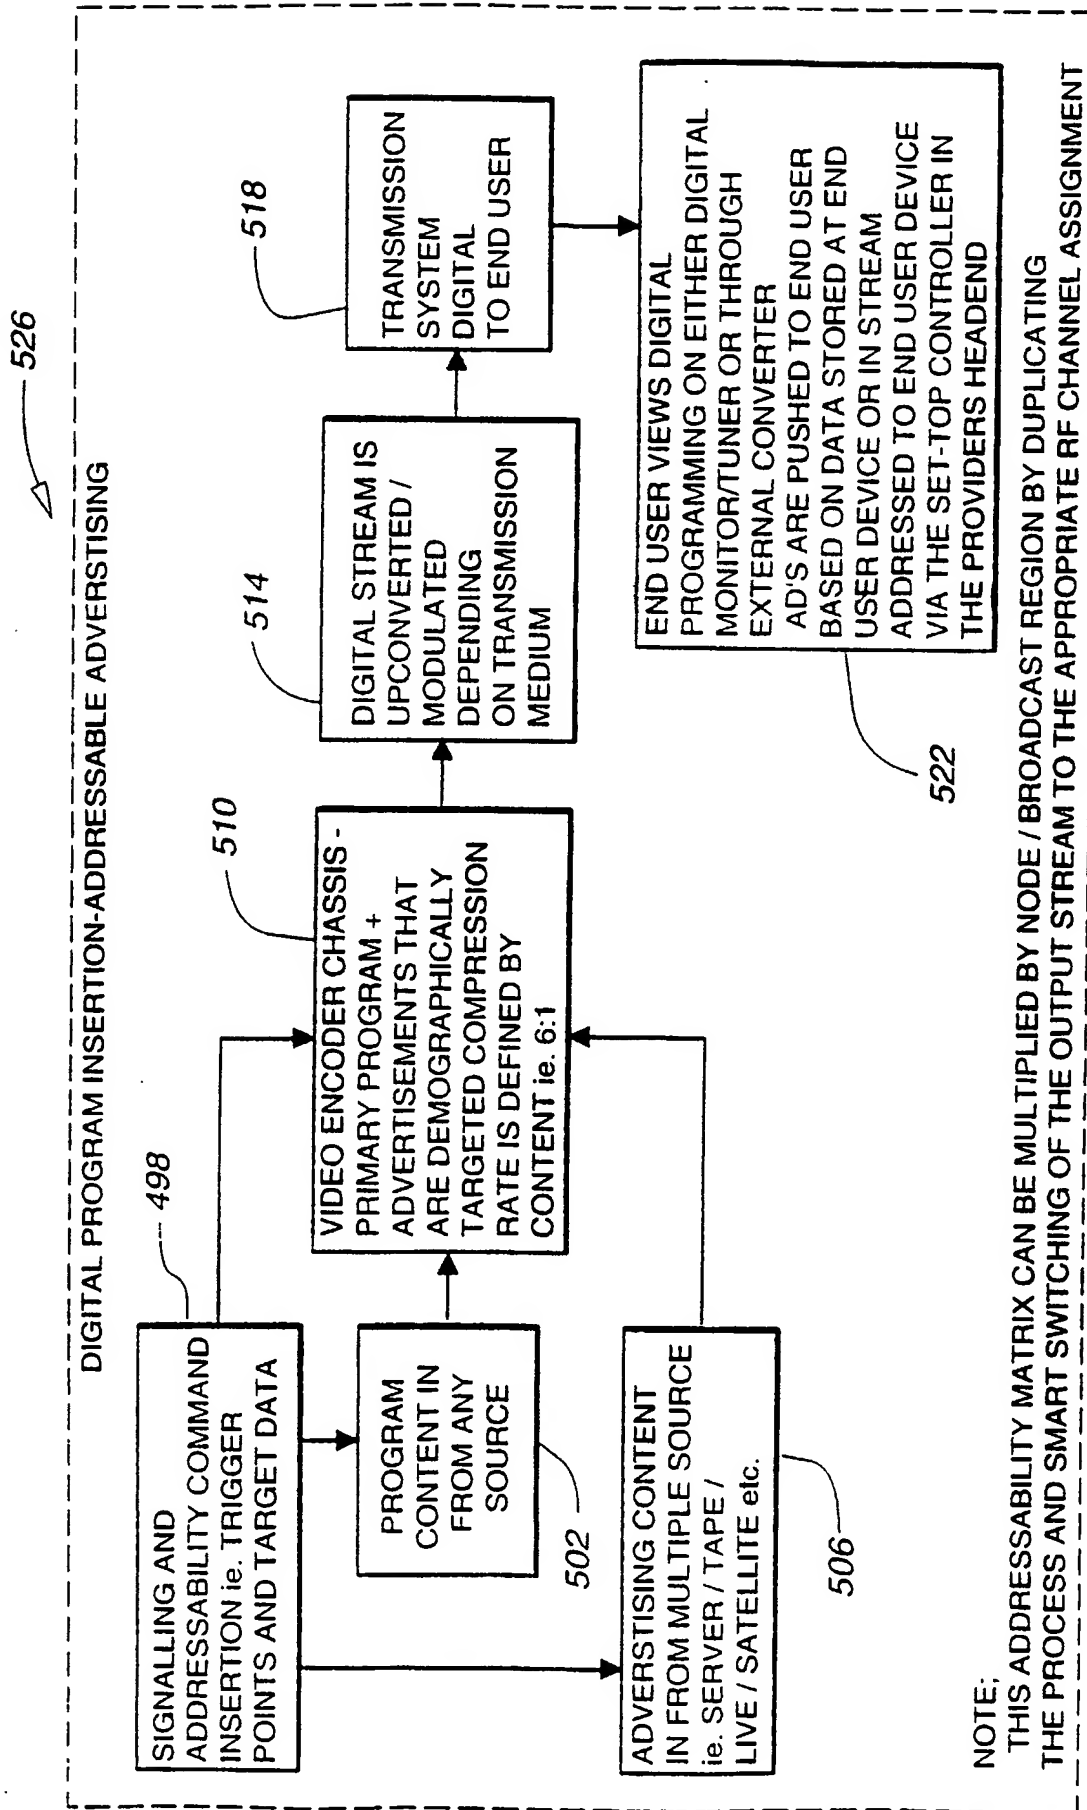 526
DIGITAL PROGRAM INSERTION-ADDRESSABLE ADVERSTISING
498
SIGNALLING AND
ADDRESSABILITY COMMAND
INSERTION ie. TRIGGER
POINTS AND TARGET DATA
PROGRAM
CONTENT IN
FROM ANY
SOURCE
502
ADVERSTISING CONTENT
IN FROM MULTIPLE SOURCE
ie. SERVER / TAPE /
LIVE / SATELLITE etc.
506
510
VIDEO ENCODER CHASSIS -
PRIMARY PROGRAM +
ADVERTISEMENTS THAT
ARE DEMOGRAPHICALLY
TARGETED COMPRESSION
RATE IS DEFINED BY
CONTENT ie. 6:1
514
DIGITAL STREAM IS
UPCONVERTED /
MODULATED
DEPENDING
ON TRANSMISSION
MEDIUM
518
TRANSMISSION
SYSTEM
DIGITAL
TO END USER
END USER VIEWS DIGITAL
PROGRAMMING ON EITHER DIGITAL
MONITOR/TUNER OR THROUGH
EXTERNAL CONVERTER
AD'S ARE PUSHED TO END USER
BASED ON DATA STORED AT END
USER DEVICE OR IN STREAM
ADDRESSED TO END USER DEVICE
VIA THE SET-TOP CONTROLLER IN
THE PROVIDERS HEADEND
522
NOTE;
THIS ADDRESSABILITY MATRIX CAN BE MULTIPLIED BY NODE / BROADCAST REGION BY DUPLICATING
THE PROCESS AND SMART SWITCHING OF THE OUTPUT STREAM TO THE APPROPRIATE RF CHANNEL ASSIGNMENT